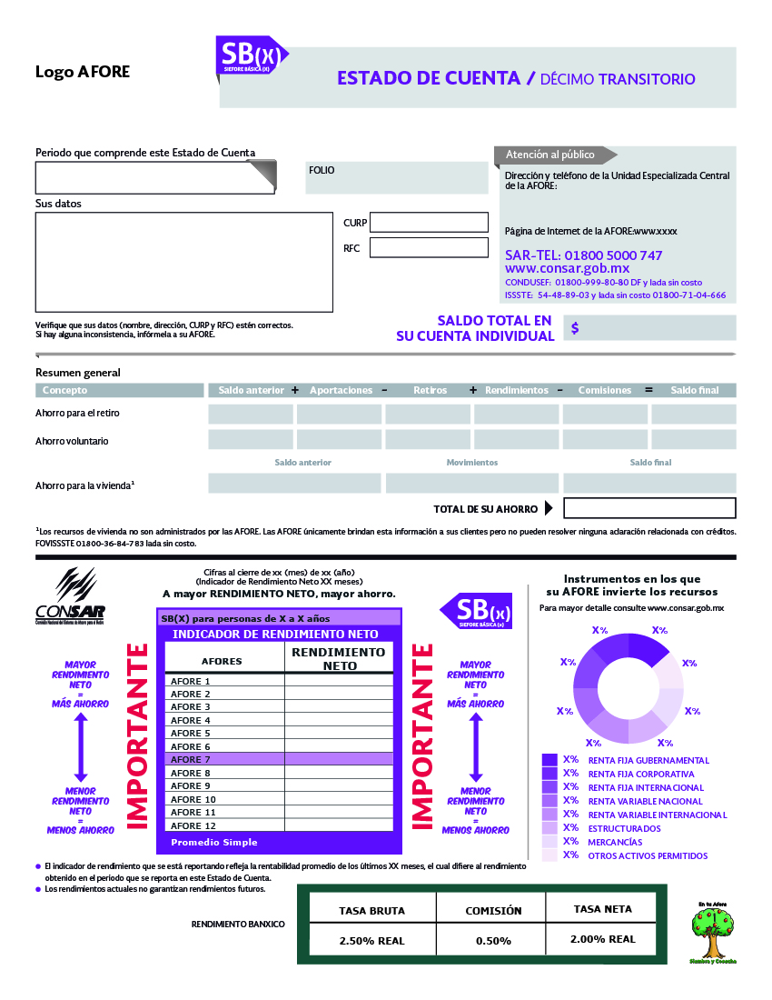 Logo AFORE
SB(X)
SIEFORE BÁSICA (X)
ESTADO DE CUENTA / DÉCIMO TRANSITORIO
Periodo que comprende este Estado de Cuenta
FOLIO
Atención al público
Dirección y teléfono de la Unidad Especializada Central
de la AFORE:
Sus datos
CURP
RFC
Página de Internet de la AFORE:www.xxxx
SAR-TEL: 01800 5000 747
www.consar.gob.mx
CONDUSEF: 01800-999-80-80 DF y lada sin costo
ISSSTE: 54-48-89-03 y lada sin costo 01800-71-04-666
Verifique que sus datos (nombre, dirección, CURP y RFC) estén correctos.
Si hay alguna inconsistencia, infórmela a su AFORE.
SALDO TOTAL EN
SU CUENTA INDIVIDUAL
$
Resumen general
Concepto Saldo anterior + Aportaciones – Retiros + Rendimientos – Comisiones = Saldo final
Ahorro para el retiro
Ahorro voluntario
Saldo anterior Movimientos Saldo final
Ahorro para la vivienda¹
TOTAL DE SU AHORRO
¹Los recursos de vivienda no son administrados por las AFORE. Las AFORE únicamente brindan esta información a sus clientes pero no pueden resolver ninguna aclaración relacionada con créditos.
FOVISSSTE 01800-36-84-783 lada sin costo.
CONSAR
Comisión Nacional del Sistema de Ahorro para el Retiro
Cifras al cierre de xx (mes) de xx (año)
(Indicador de Rendimiento Neto XX meses)
A mayor RENDIMIENTO NETO, mayor ahorro.
SB(X) para personas de X a X años
INDICADOR DE RENDIMIENTO NETO
AFORES RENDIMIENTO
NETO
AFORE 1
AFORE 2
AFORE 3
AFORE 4
AFORE 5
AFORE 6
AFORE 7
AFORE 8
AFORE 9
AFORE 10
AFORE 11
AFORE 12
Promedio Simple
MAYOR
RENDIMIENTO
NETO
=
MÁS AHORRO
MENOR
RENDIMIENTO
NETO
=
MENOS AHORRO
IMPORTANTE
IMPORTANTE
SB(x)
SIEFORE BÁSICA (x)
MAYOR
RENDIMIENTO
NETO
=
MÁS AHORRO
MENOR
RENDIMIENTO
NETO
=
MENOS AHORRO
Instrumentos en los que
su AFORE invierte los recursos
Para mayor detalle consulte www.consar.gob.mx
X% X%
X% X%
X% X%
X% X%
X% RENTA FIJA GUBERNAMENTAL
X% RENTA FIJA CORPORATIVA
X% RENTA FIJA INTERNACIONAL
X% RENTA VARIABLE NACIONAL
X% RENTA VARIABLE INTERNACIONAL
X% ESTRUCTURADOS
X% MERCANCÍAS
X% OTROS ACTIVOS PERMITIDOS
El indicador de rendimiento que se está reportando refleja la rentabilidad promedio de los últimos XX meses, el cual difiere al rendimiento
obtenido en el periodo que se reporta en este Estado de Cuenta.
Los rendimientos actuales no garantizan rendimientos futuros.
RENDIMIENTO BANXICO
TASA BRUTA COMISIÓN TASA NETA
2.50% REAL 0.50% 2.00% REAL
En tu Afore
Siembra y Cosecha